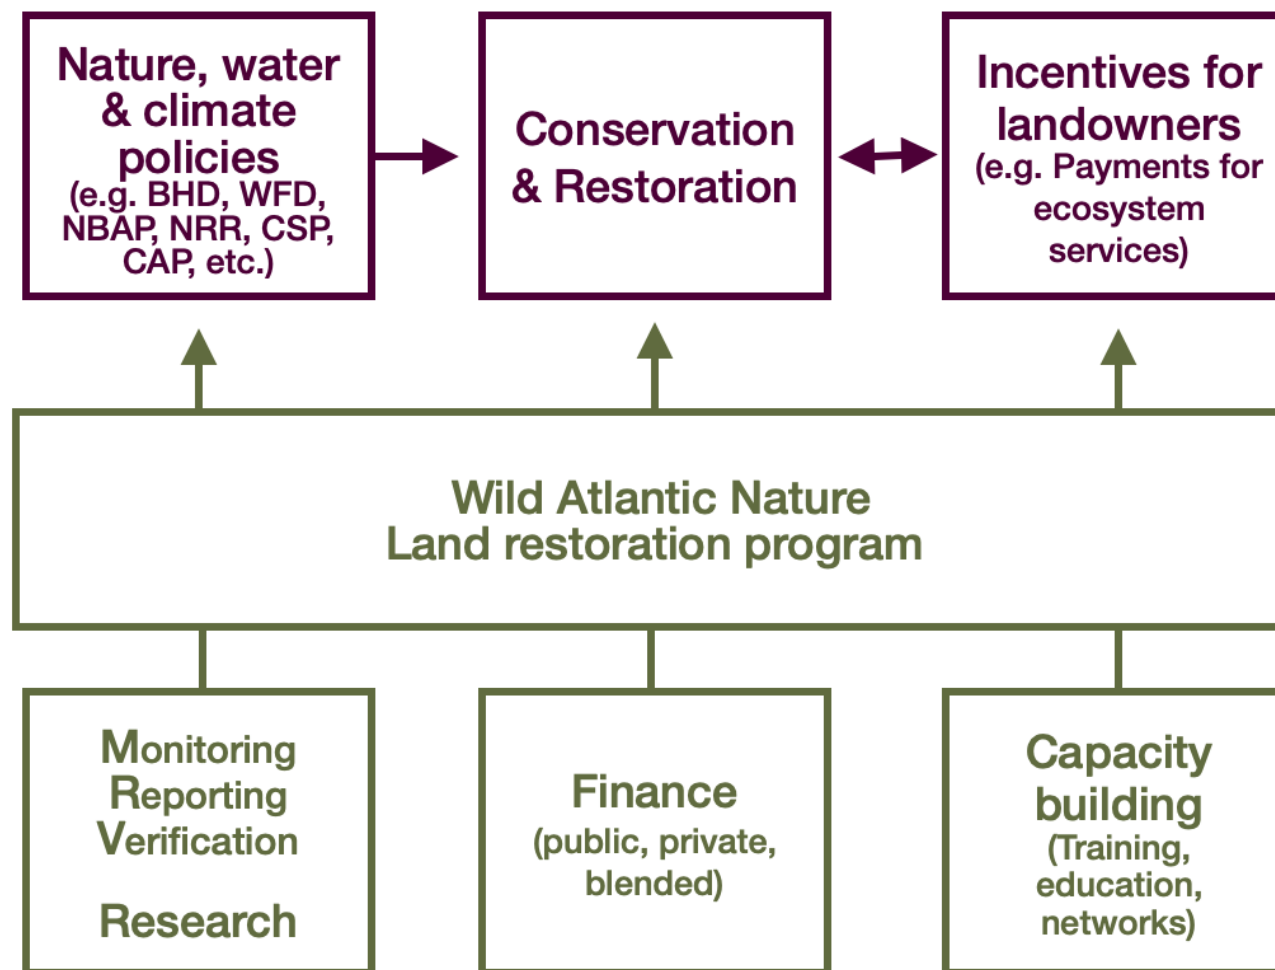 Nature, water
& climate
policies
(e.g. BHD, WFD,
NBAP, NRR, CSP,
CAP, etc.)
Conservation
& Restoration
Incentives for
landowners
(e.g. Payments for
ecosystem
services)
Wild Atlantic Nature
Land restoration program
Monitoring
Reporting
Verification
Research
Finance
(public, private,
blended)
Capacity
building
(Training,
education,
networks)